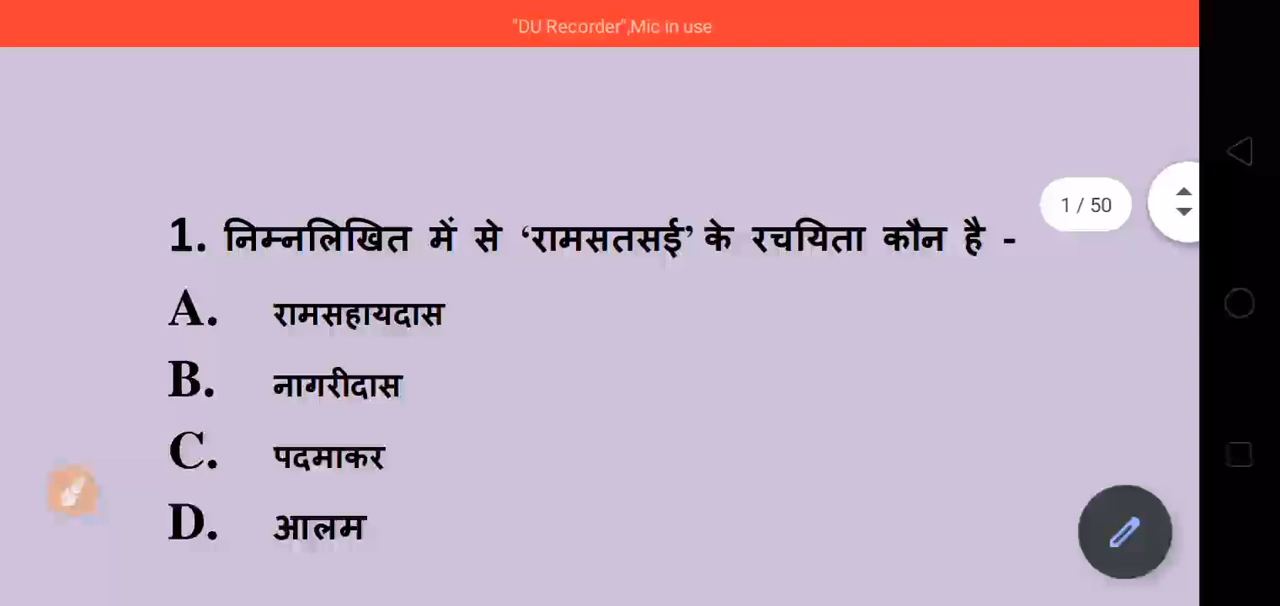 "DU Recorder",Mic in use
1 / 50
1. निम्नलिखित में से ‘रामसतसई’ के रचयिता कौन है -
A. रामसहायदास
B. नागरीदास
C. पदमाकर
D. आलम